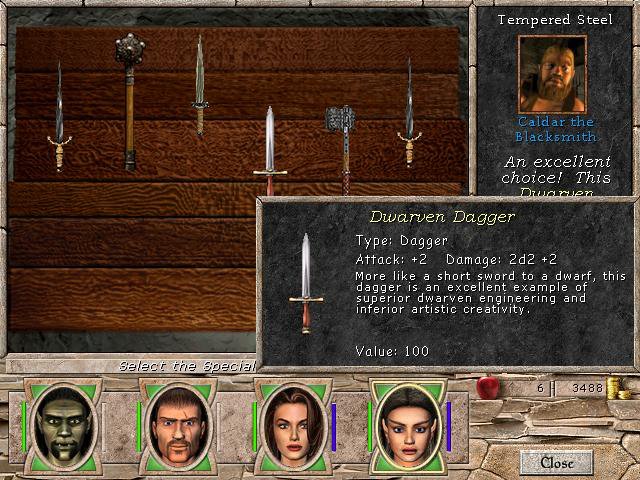 Tempered Steel
Caldar the
Blacksmith
An excellent
choice! This
Dwarven
Dwarven Dagger
Type: Dagger
Attack: +2 Damage: 2d2 +2
More like a short sword to a dwarf, this
dagger is an excellent example of
superior dwarven engineering and
inferior artistic creativity.
Value: 100
Select the Special
6 3488
Close